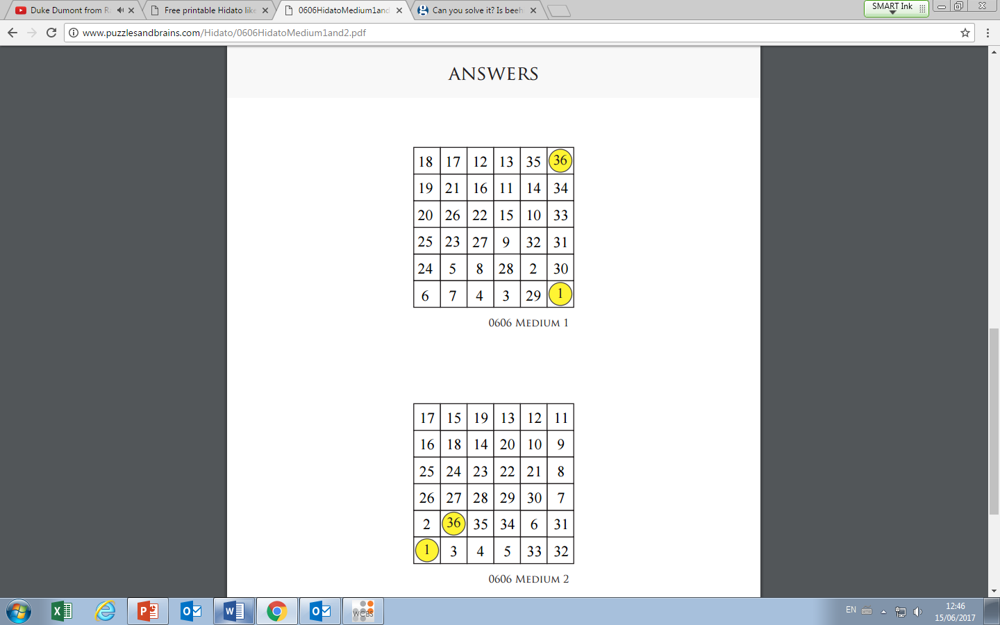 Duke Dumont from R
Free printable Hidato like
0606HidatoMedium1and
Can you solve it? Is beeh
SMART Ink
www.puzzlesandbrains.com/Hidato/0606HidatoMedium1and2.pdf
ANSWERS
18 17 12 13 35 36
19 21 16 11 14 34
20 26 22 15 10 33
25 23 27 9 32 31
24 5 8 28 2 30
6 7 4 3 29 1
0606 MEDIUM 1
17 15 19 13 12 11
16 18 14 20 10 9
25 24 23 22 21 8
26 27 28 29 30 7
2 36 35 34 6 31
1 3 4 5 33 32
0606 MEDIUM 2
WCBS
EN
12:46
15/06/2017